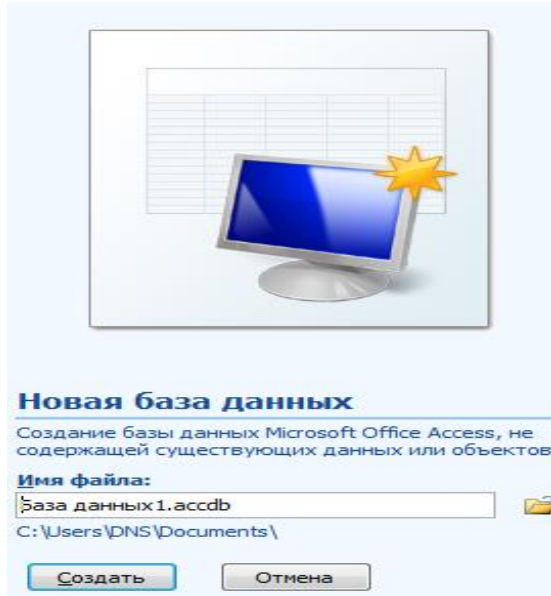 Новая база данных
Создание базы данных Microsoft Office Access, не
содержащей существующих данных или объектов
Имя файла:
База данных1.accdb
C:\Users\DNS\Documents\
Создать Отмена